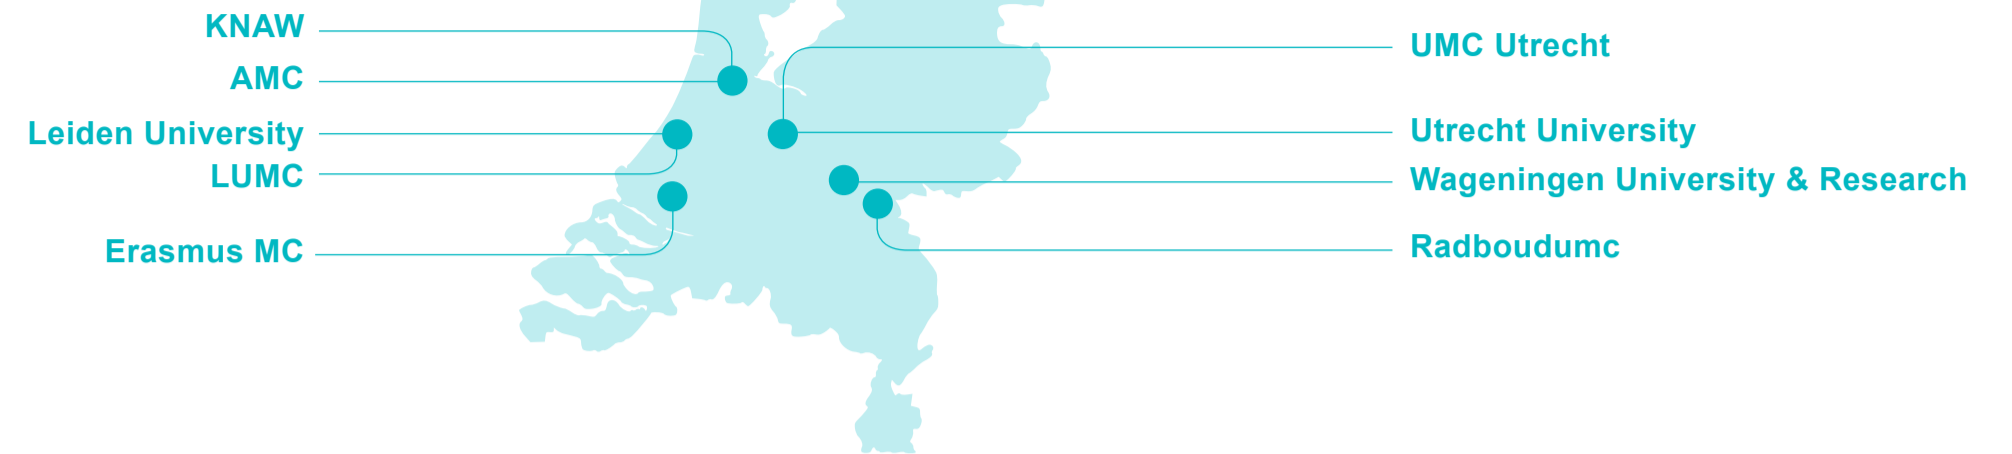 KNAW
AMC
Leiden University
LUMC
Erasmus MC
UMC Utrecht
Utrecht University
Wageningen University & Research
Radboudumc